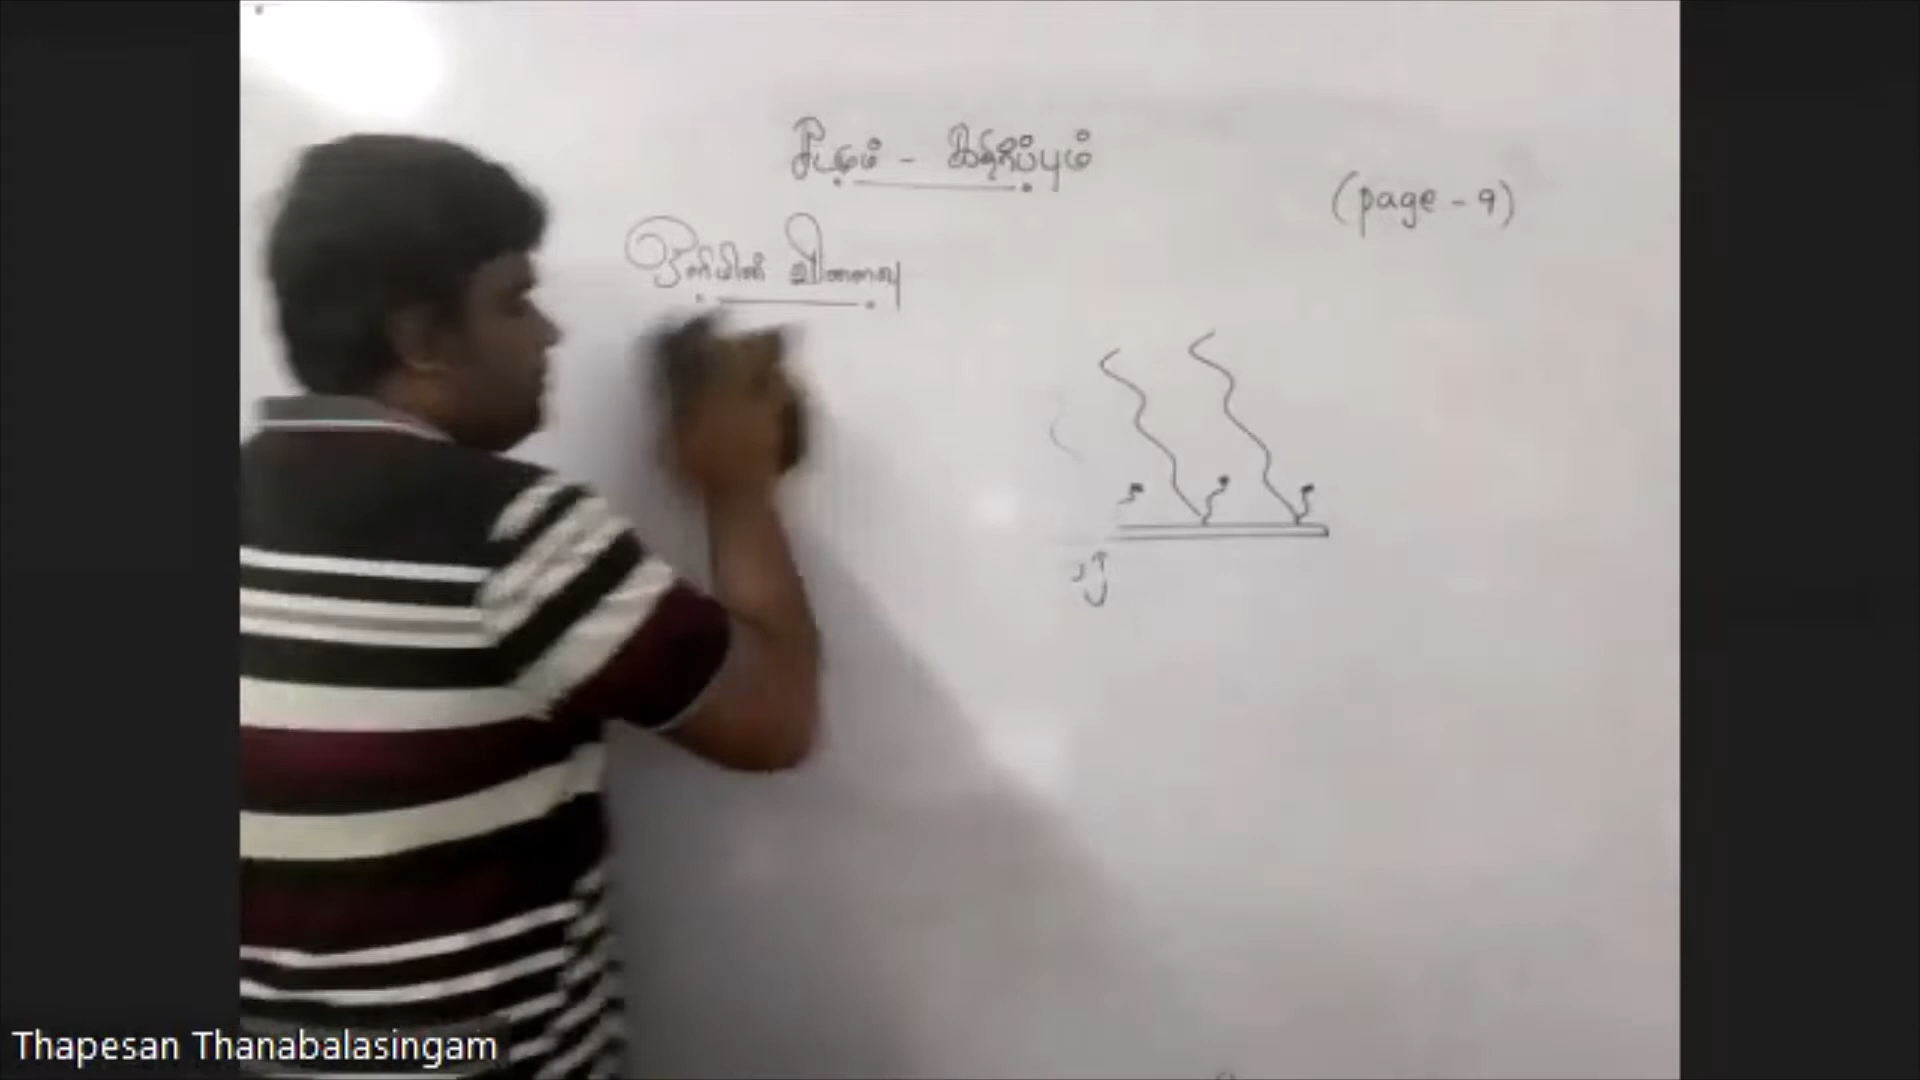 சடமும் - கதிர்ப்பும்
(page - 9)
ஒளியின் விளைவு
Thapesan Thanabalasingam